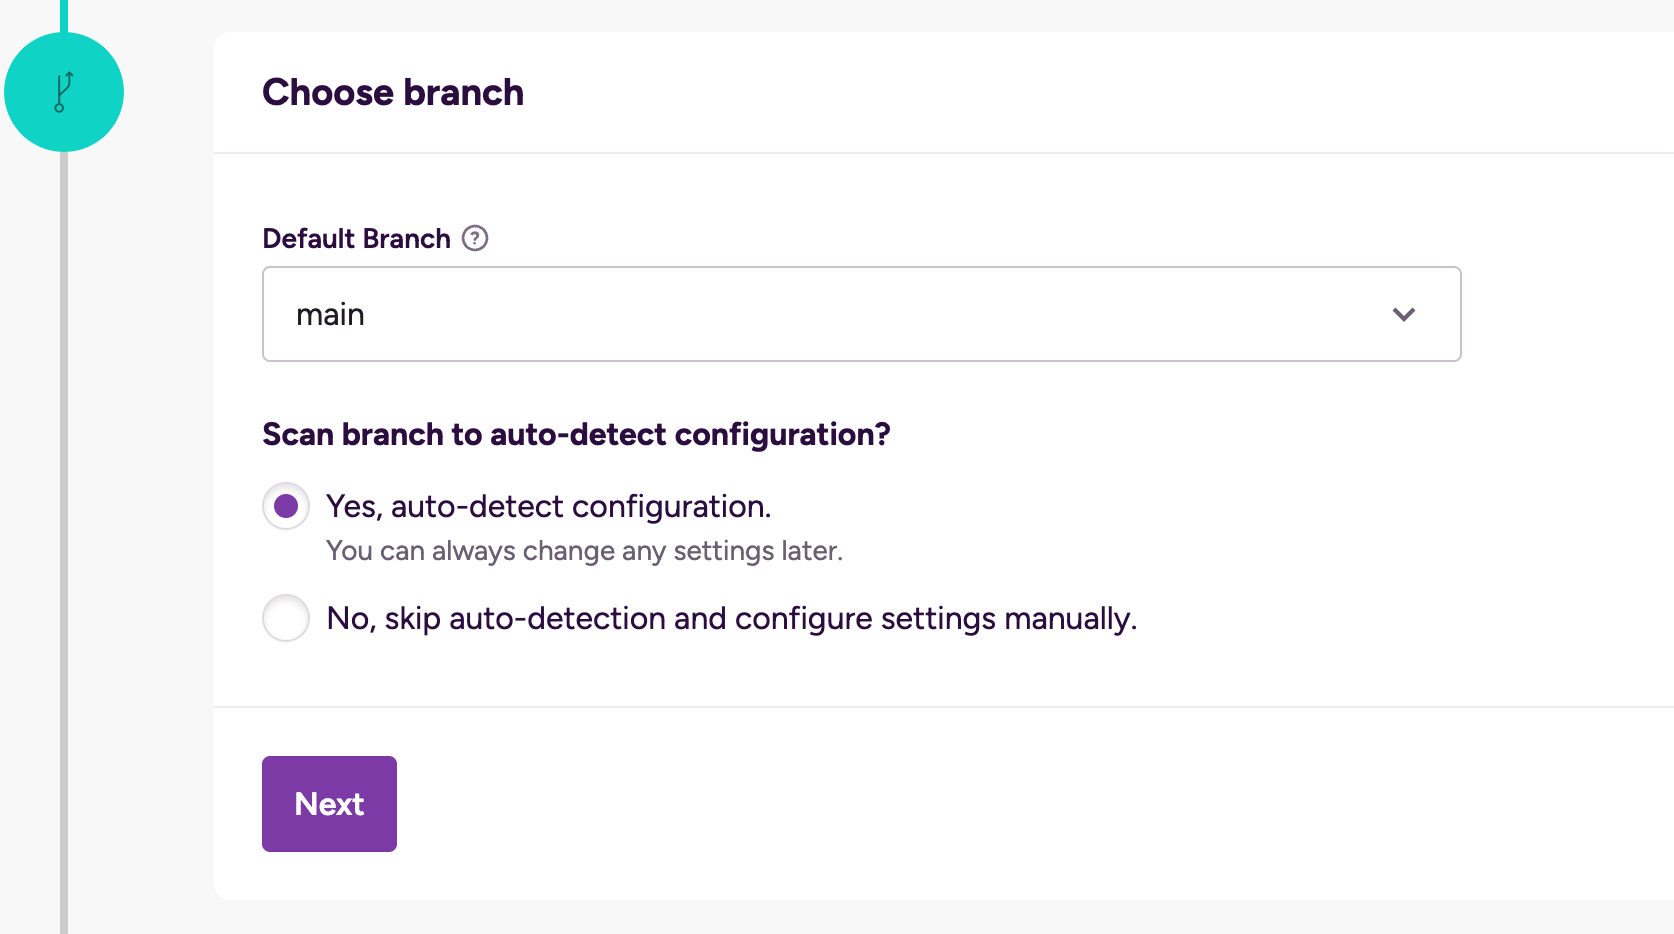 Choose branch
Default Branch ?
main
Scan branch to auto-detect configuration?
Yes, auto-detect configuration.
You can always change any settings later.
No, skip auto-detection and configure settings manually.
Next